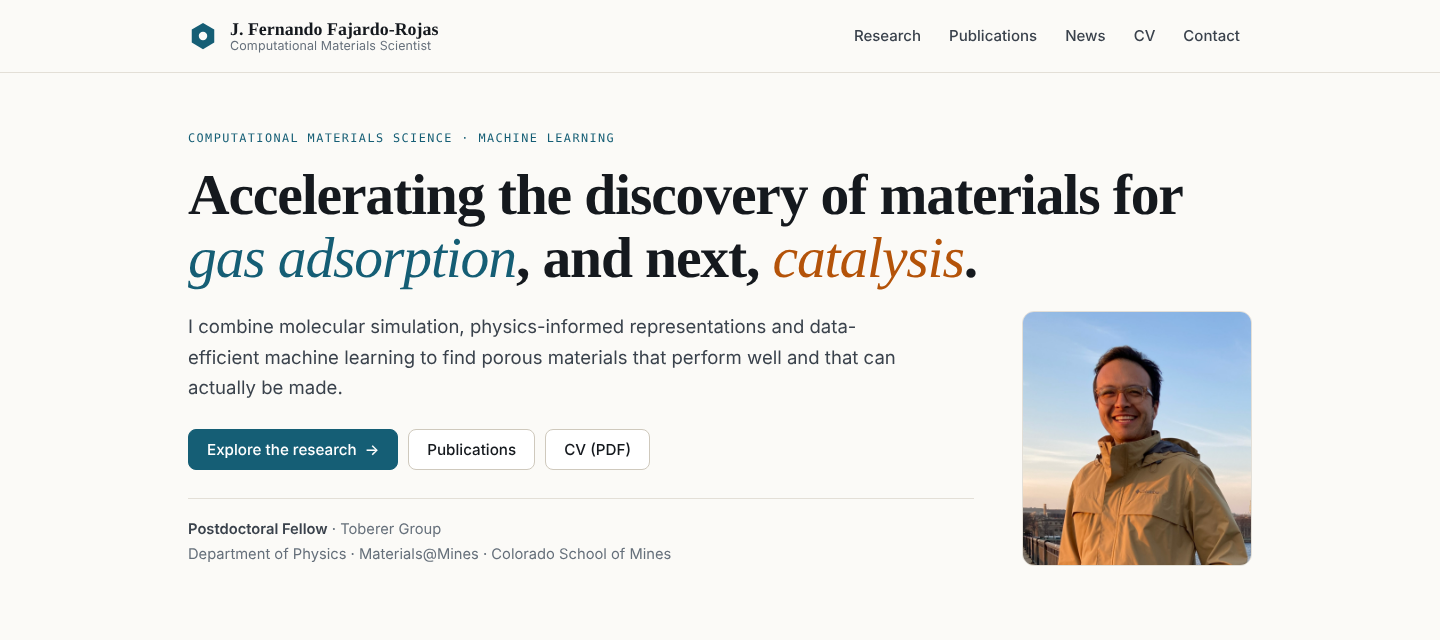 J. Fernando Fajardo-Rojas
Computational Materials Scientist
Research Publications News CV Contact
COMPUTATIONAL MATERIALS SCIENCE · MACHINE LEARNING
Accelerating the discovery of materials for
gas adsorption, and next, catalysis.
I combine molecular simulation, physics-informed representations and data-
efficient machine learning to find porous materials that perform well and that can
actually be made.
Explore the research →
Publications
CV (PDF)
Postdoctoral Fellow · Toberer Group
Department of Physics · Materials@Mines · Colorado School of Mines